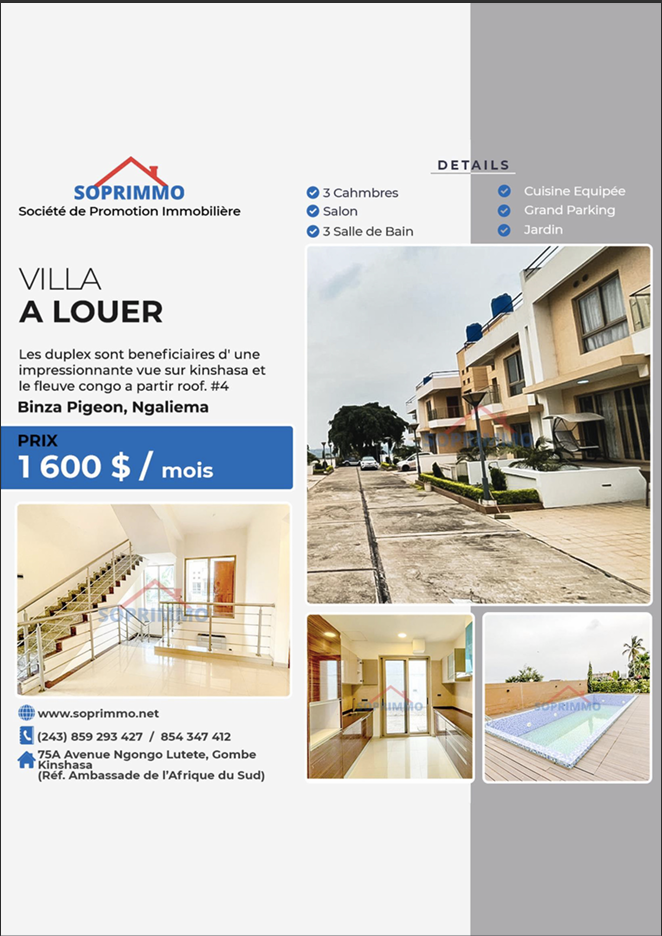 SOPRIMMO
Société de Promotion Immobilière
VILLA
A LOUER
Les duplex sont beneficiaires d' une
impressionnante vue sur kinshasa et
le fleuve congo a partir roof. #4
Binza Pigeon, Ngaliema
PRIX
1 600 $ / mois
DETAILS
3 Cahmbres
Salon
3 Salle de Bain
Cuisine Equipée
Grand Parking
Jardin
SOPRIMMO
SOPRIMMO
SOPRIMMO
SOPRIMMO
www.soprimmo.net
(243) 859 293 427 / 854 347 412
75A Avenue Ngongo Lutete, Gombe
Kinshasa
(Réf. Ambassade de l'Afrique du Sud)